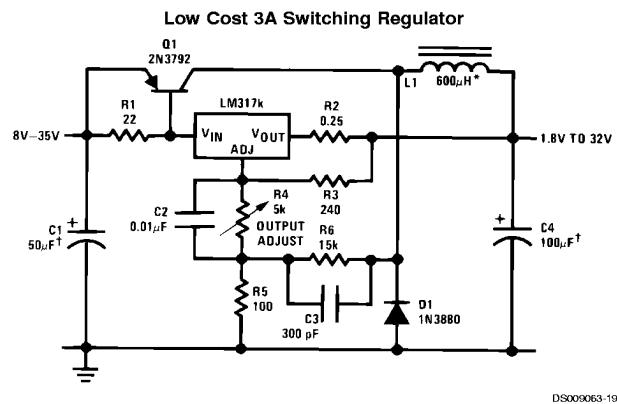 Low Cost 3A Switching Regulator
Q1
2N3792
L1
600μH*
R1
22
LM317k
VIN
VOUT
ADJ
R2
0.25
8V–35V
1.8V TO 32V
C2
0.01μF
R4
5k
OUTPUT
ADJUST
R3
240
R6
15k
C1
50μF†
+
C4
100μF†
+
R5
100
C3
300 pF
D1
1N3880
DS009063-19